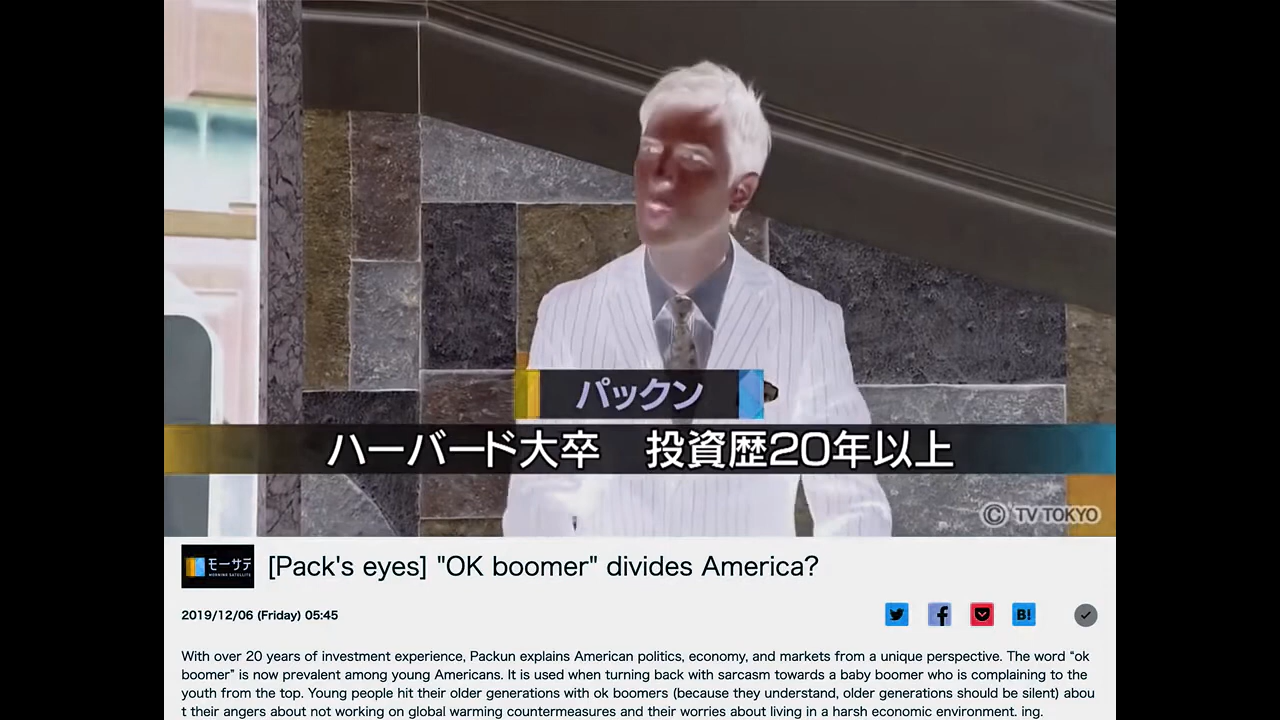 パックン
ハーバード大卒 投資歴20年以上
© TV TOKYO
モーサテ
MORNING SATELLITE
[Pack's eyes] "OK boomer" divides America?
2019/12/06 (Friday) 05:45
B!
With over 20 years of investment experience, Packun explains American politics, economy, and markets from a unique perspective. The word “ok
boomer” is now prevalent among young Americans. It is used when turning back with sarcasm towards a baby boomer who is complaining to the
youth from the top. Young people hit their older generations with ok boomers (because they understand, older generations should be silent) abou
t their angers about not working on global warming countermeasures and their worries about living in a harsh economic environment. ing.